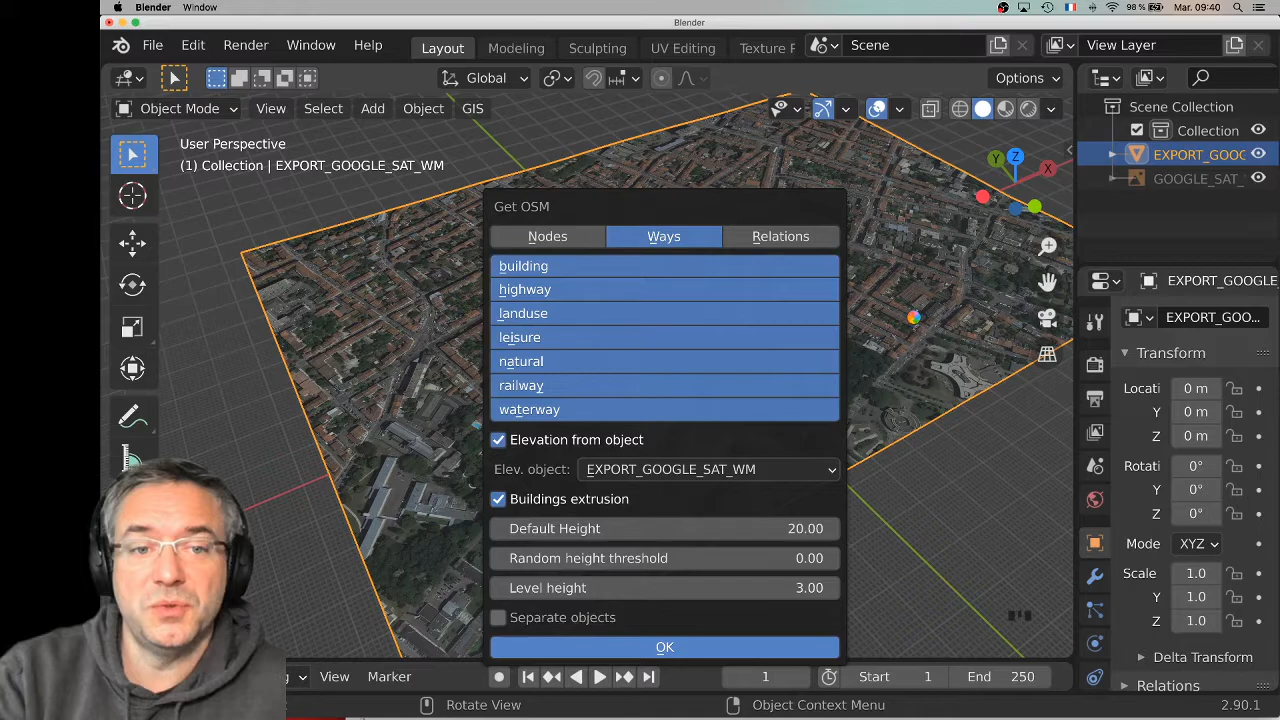 Blender Window 98 % Mar. 09:40
Blender
File Edit Render Window Help Layout Modeling Sculpting UV Editing Texture P Scene View Layer
Global Options
Object Mode View Select Add Object GIS
Scene Collection
Collection
EXPORT_GOOG
GOOGLE_SAT_
User Perspective
(1) Collection | EXPORT_GOOGLE_SAT_WM
Z
Y
X
Get OSM
Nodes Ways Relations
building
highway
landuse
leisure
natural
railway
waterway
Elevation from object
Elev. object: EXPORT_GOOGLE_SAT_WM
Buildings extrusion
Default Height 20.00
Random height threshold 0.00
Level height 3.00
Separate objects
OK
EXPORT_GOOGLE
EXPORT_GOO...
Transform
Locati 0 m
Y 0 m
Z 0 m
Rotati 0°
Y 0°
Z 0°
Mode XYZ
Scale 1.0
Y 1.0
Z 1.0
Delta Transform
Relations
View Marker 1 Start 1 End 250
Rotate View Object Context Menu 2.90.1